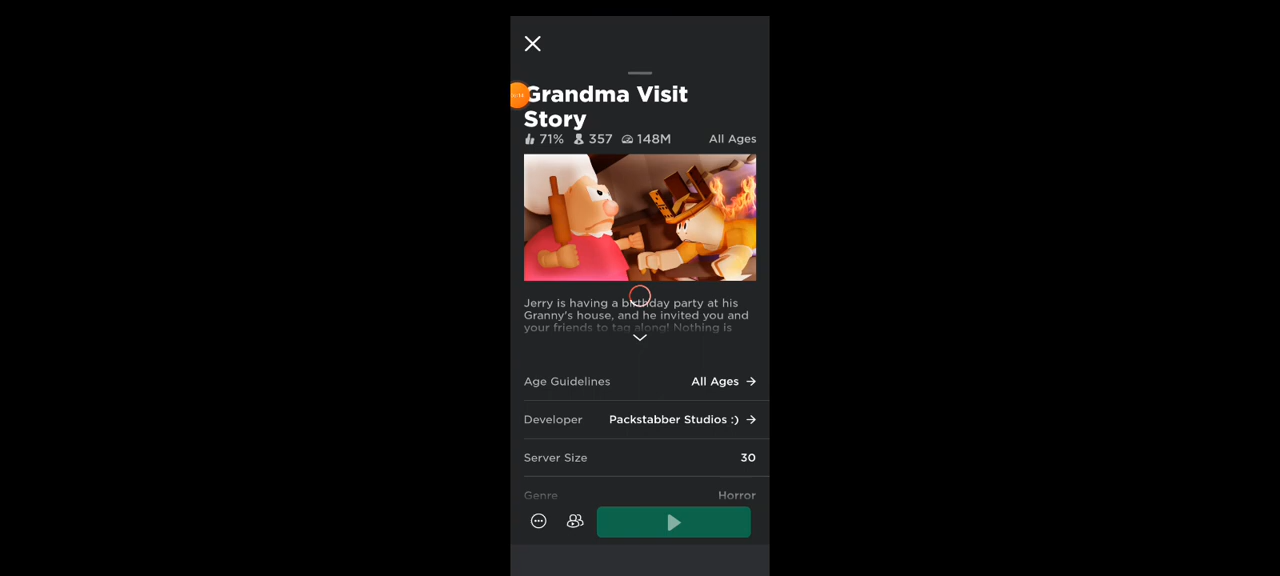 Grandma Visit
Story
71% 357 148M All Ages
Jerry is having a birthday party at his
Granny's house, and he invited you and
your friends to tag along! Nothing is
Age Guidelines All Ages
Developer Packstabber Studios :)
Server Size 30
Genre Horror